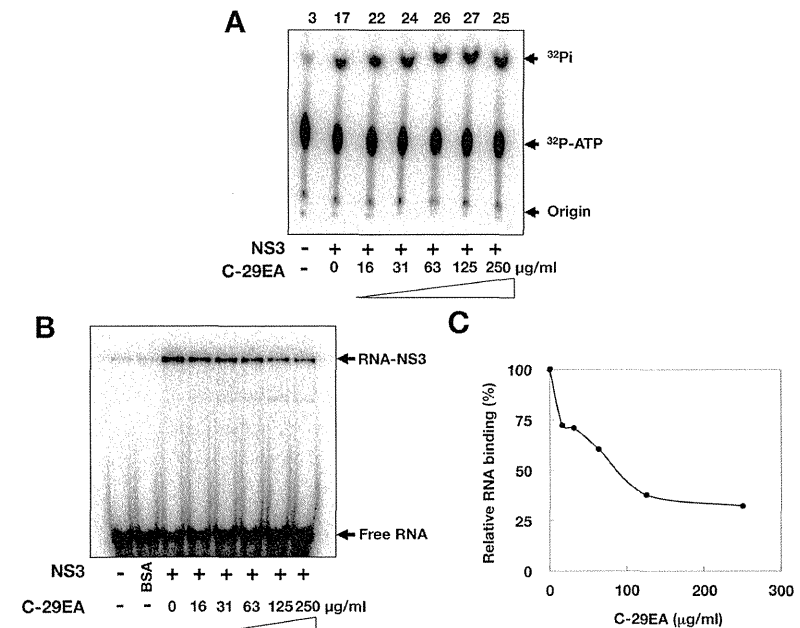 A
3 17 22 24 26 27 25
32Pi
32P-ATP
Origin
NS3 - + + + + + +
C-29EA - 0 16 31 63 125 250 μg/ml
B
RNA-NS3
Free RNA
NS3 - BSA + + + + + +
C-29EA - - 0 16 31 63 125 250 μg/ml
C
Relative RNA binding (%)
100
75
50
25
0
0 100 200 300
C-29EA (μg/ml)